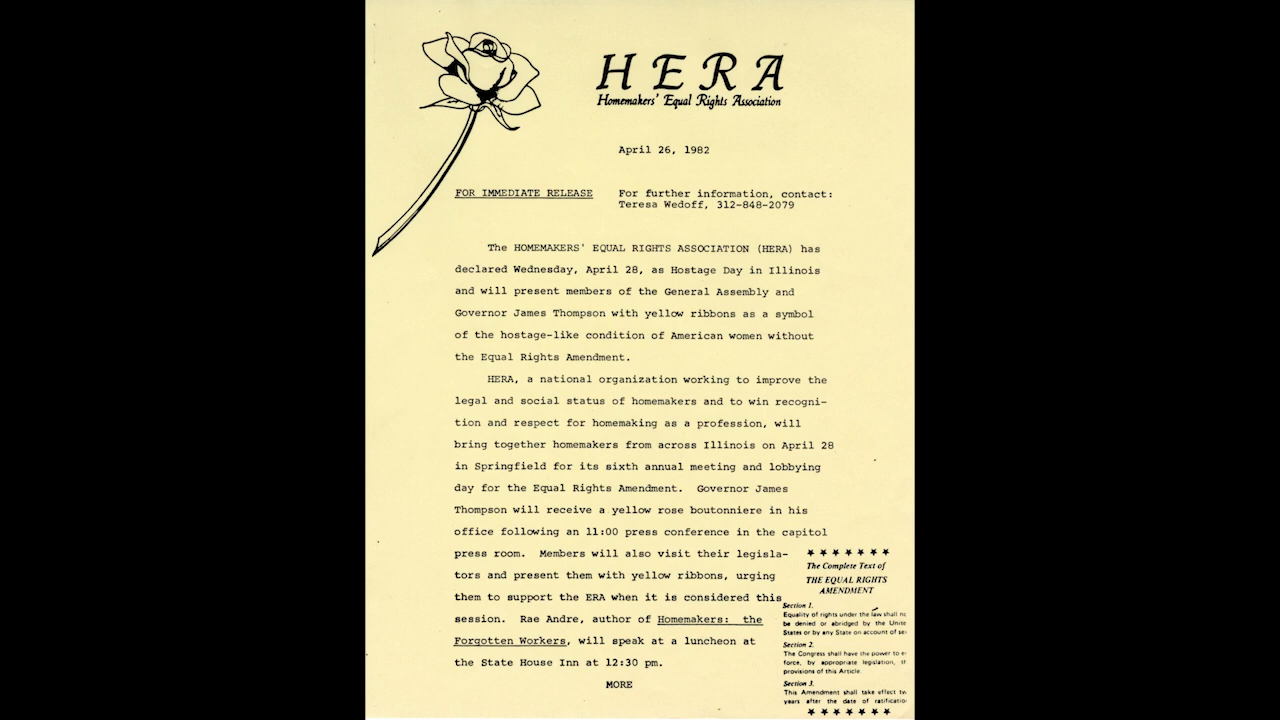 HERA
Homemakers' Equal Rights Association
April 26, 1982
FOR IMMEDIATE RELEASE
For further information, contact:
Teresa Wedoff, 312-848-2079
The HOMEMAKERS' EQUAL RIGHTS ASSOCIATION (HERA) has
declared Wednesday, April 28, as Hostage Day in Illinois
and will present members of the General Assembly and
Governor James Thompson with yellow ribbons as a symbol
of the hostage-like condition of American women without
the Equal Rights Amendment.
HERA, a national organization working to improve the
legal and social status of homemakers and to win recogni-
tion and respect for homemaking as a profession, will
bring together homemakers from across Illinois on April 28
in Springfield for its sixth annual meeting and lobbying
day for the Equal Rights Amendment. Governor James
Thompson will receive a yellow rose boutonniere in his
office following an 11:00 press conference in the capitol
press room. Members will also visit their legisla-
tors and present them with yellow ribbons, urging
them to support the ERA when it is considered this
session. Rae Andre, author of Homemakers: the
Forgotten Workers, will speak at a luncheon at
the State House Inn at 12:30 pm.
MORE
The Complete Text of
THE EQUAL RIGHTS
AMENDMENT
Section 1.
Equality of rights under the law shall
be denied or abridged by the
States or by any State on account of
Section 2.
The Congress shall have the power to
force, by appropriate legislation,
provisions of this Article.
Section 3.
This Amendment shall take effect
years after the date of